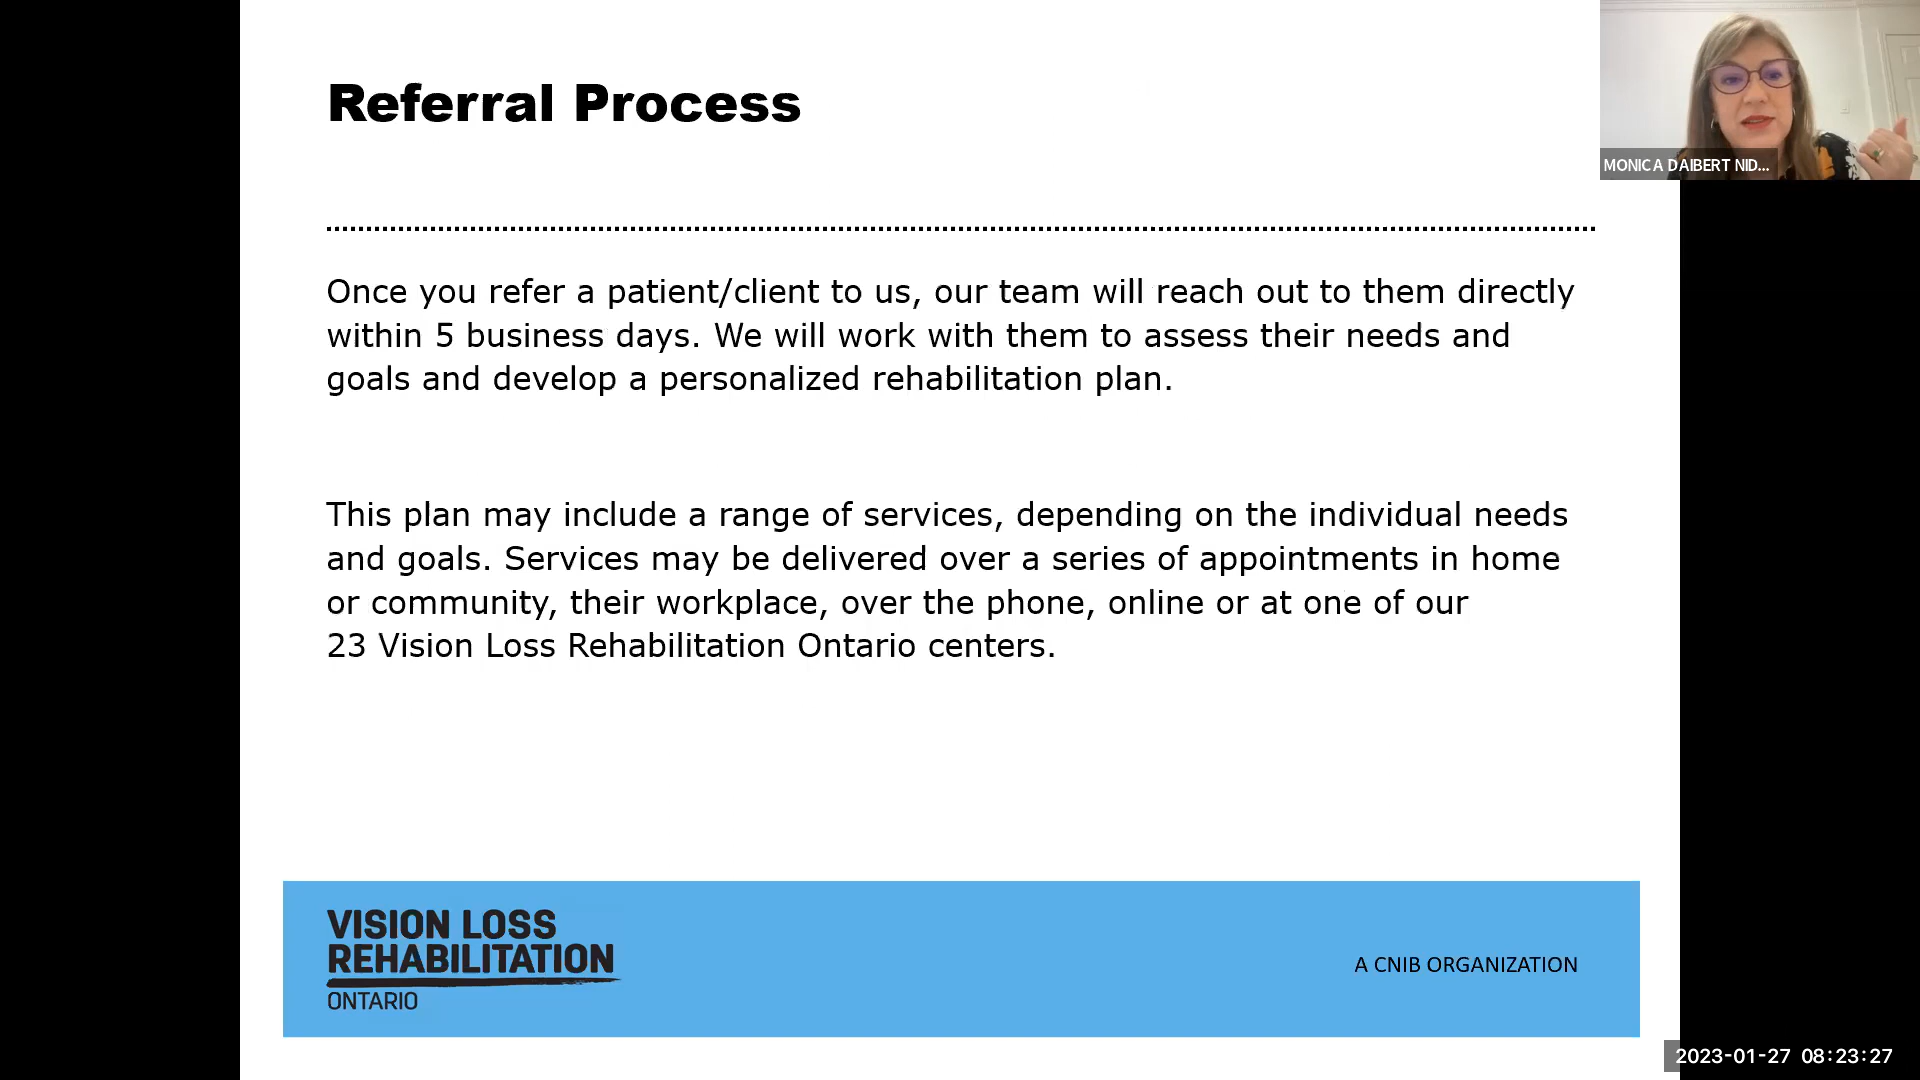 Referral Process
MONICA DAIBERT NID...
Once you refer a patient/client to us, our team will reach out to them directly
within 5 business days. We will work with them to assess their needs and
goals and develop a personalized rehabilitation plan.
This plan may include a range of services, depending on the individual needs
and goals. Services may be delivered over a series of appointments in home
or community, their workplace, over the phone, online or at one of our
23 Vision Loss Rehabilitation Ontario centers.
VISION LOSS
REHABILITATION
ONTARIO
A CNIB ORGANIZATION
2023-01-27 08:23:27